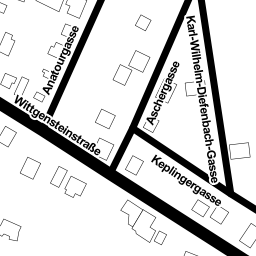 Anatourgasse
Karl-Wilhelm-Diefenbach-Gasse
Aschergasse
Wittgensteinstraße
Keplingergasse